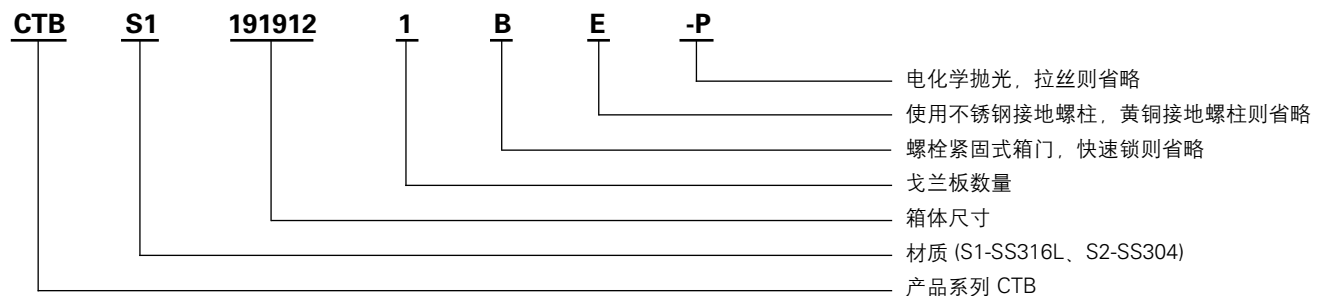 CTB S1 191912 1 B E -P
电化学抛光，拉丝则省略
使用不锈钢接地螺柱，黄铜接地螺柱则省略
螺栓紧固式箱门，快速锁则省略
戈兰板数量
箱体尺寸
材质 (S1-SS316L、S2-SS304)
产品系列 CTB